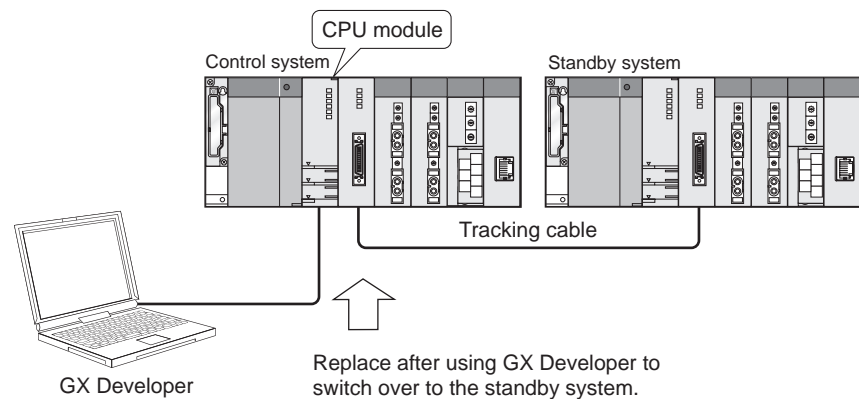 CPU module
Control system
Standby system
Tracking cable
GX Developer
Replace after using GX Developer to
switch over to the standby system.